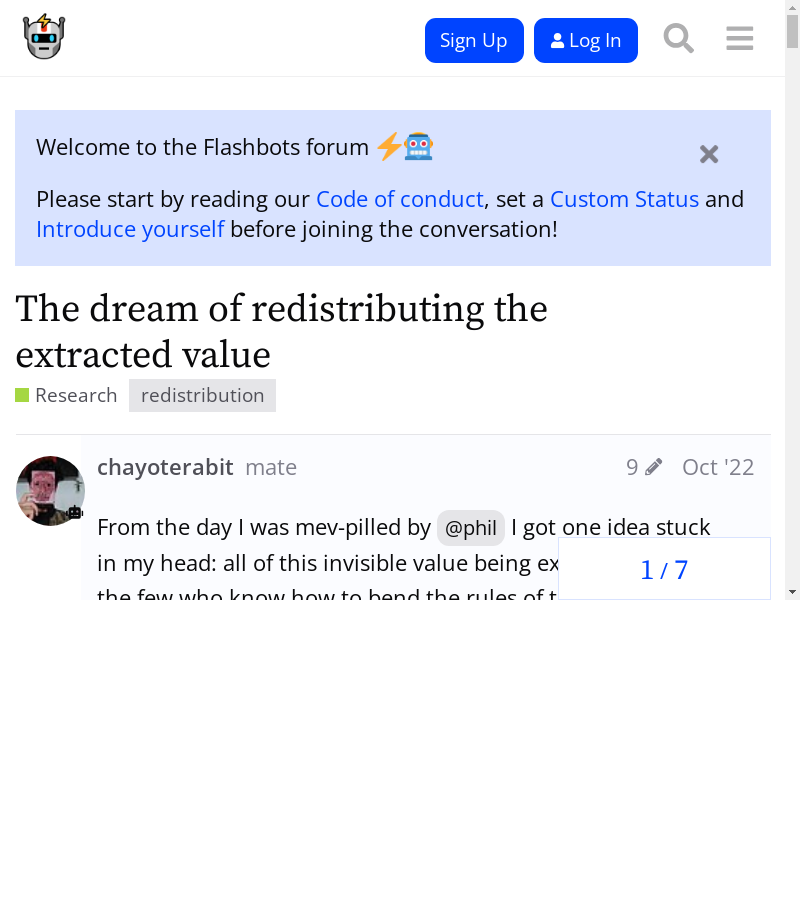 Sign Up
Log In
Welcome to the Flashbots forum
Please start by reading our Code of conduct, set a Custom Status and
Introduce yourself before joining the conversation!
The dream of redistributing the
extracted value
Research
redistribution
chayoterabit mate
9
Oct '22
From the day I was mev-pilled by @phil I got one idea stuck
in my head: all of this invisible value being ex
the few who know how to bend the rules of t
1 / 7